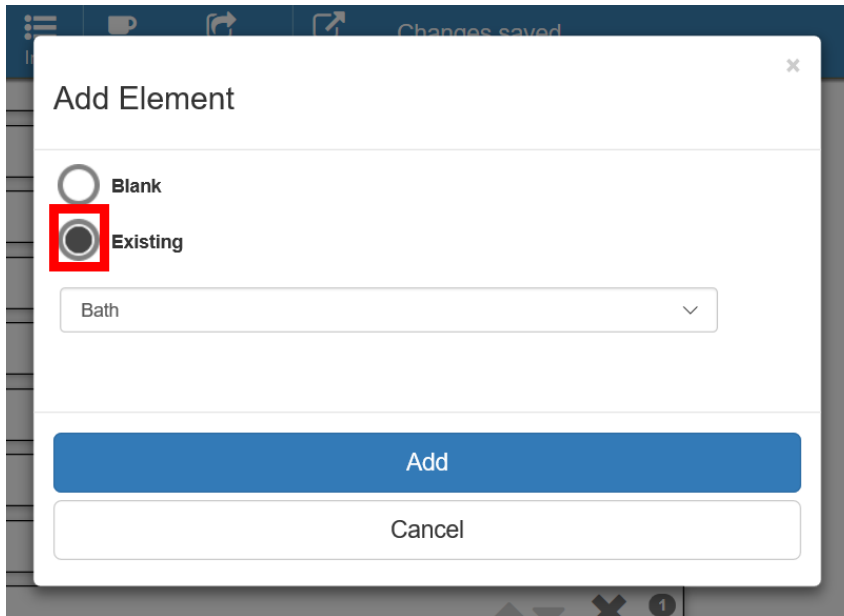 Changes saved
Add Element
×
Blank
Existing
Bath
Add
Cancel
1